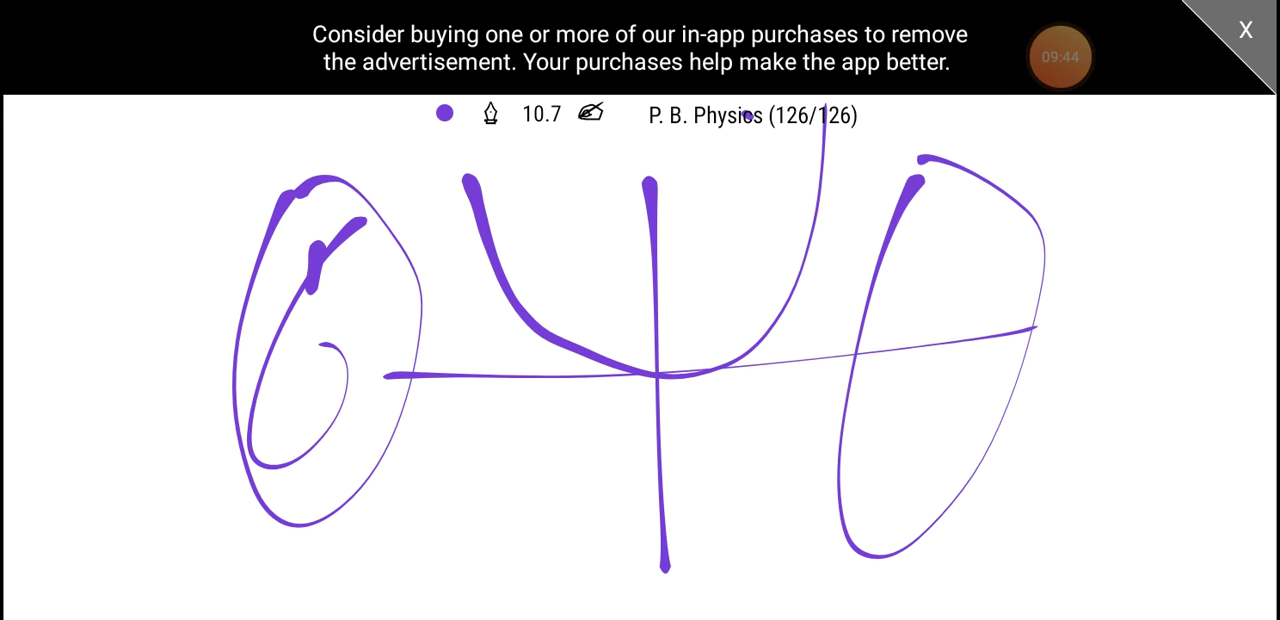 Consider buying one or more of our in-app purchases to remove
the advertisement. Your purchases help make the app better.
X
09:44
10.7 P. B. Physics (126/126)